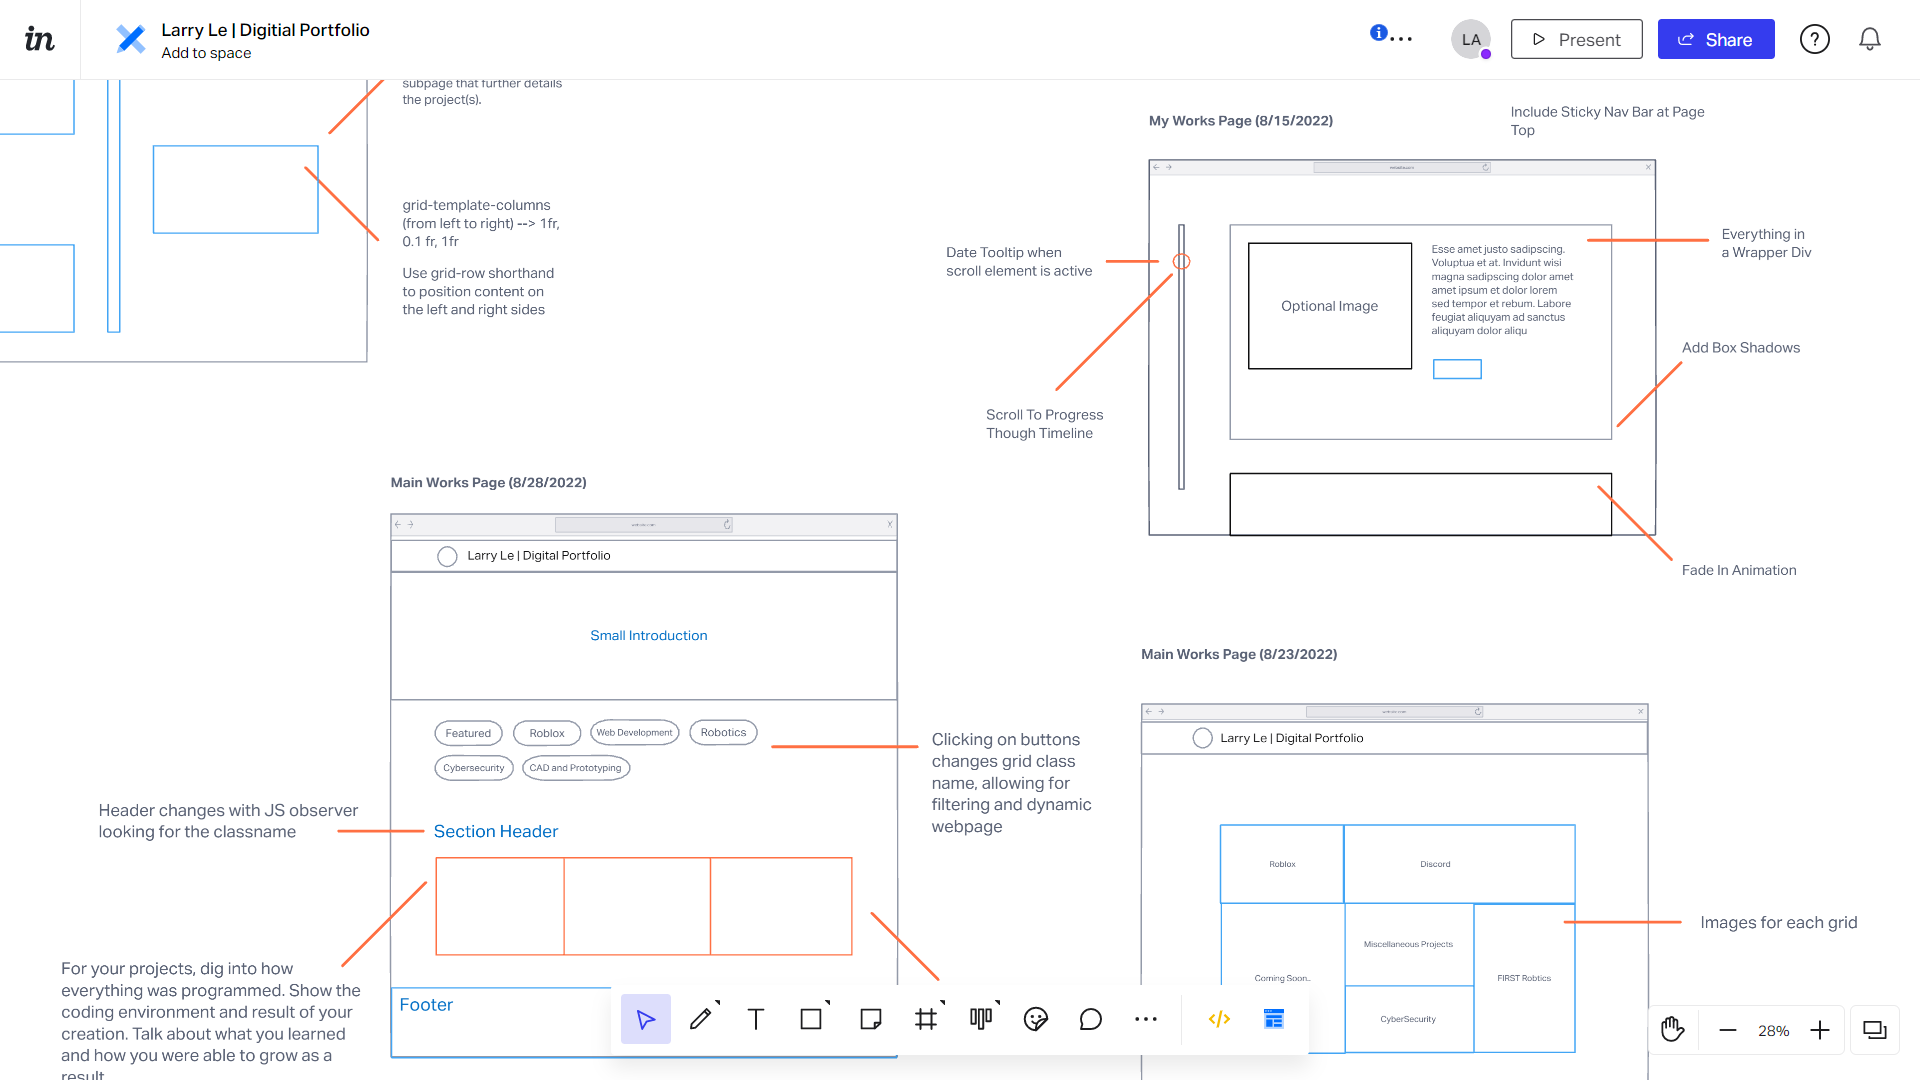 in
Larry Le | Digitial Portfolio
Add to space
i
LA
Present
Share
?
subpage that further details
the project(s).
grid-template-columns
(from left to right) --> 1fr,
0.1 fr, 1fr
Use grid-row shorthand
to position content on
the left and right sides
My Works Page (8/15/2022)
Include Sticky Nav Bar at Page
Top
website.com
Date Tooltip when
scroll element is active
Optional Image
Esse amet justo sadipscing.
Voluptua et at. Invidunt wisi
magna sadipscing dolor amet
amet ipsum et dolor lorem
sed tempor et rebum. Labore
feugiat aliquyam ad sanctus
aliquyam dolor aliqu
Everything in
a Wrapper Div
Add Box Shadows
Scroll To Progress
Though Timeline
Fade In Animation
Main Works Page (8/28/2022)
website.com
Larry Le | Digital Portfolio
Small Introduction
Featured
Roblox
Web Development
Robotics
Cybersecurity
CAD and Prototyping
Clicking on buttons
changes grid class
name, allowing for
filtering and dynamic
webpage
Header changes with JS observer
looking for the classname
Section Header
For your projects, dig into how
everything was programmed. Show the
coding environment and result of your
creation. Talk about what you learned
and how you were able to grow as a
result
Footer
Main Works Page (8/23/2022)
website.com
Larry Le | Digital Portfolio
Roblox
Discord
Miscellaneous Projects
Coming Soon..
FIRST Robtics
CyberSecurity
Images for each grid
T
</>
28%